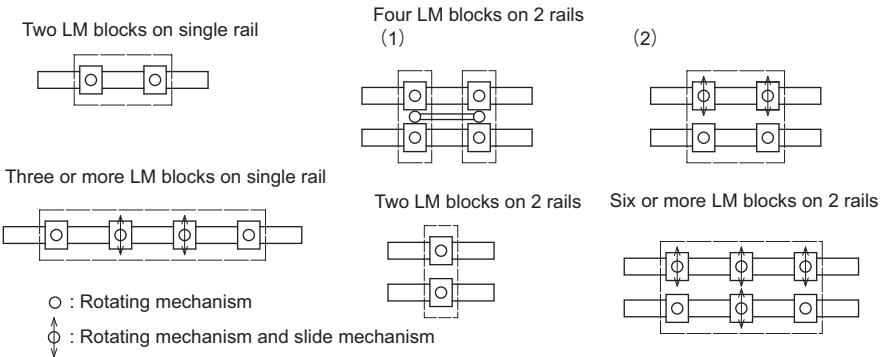 Two LM blocks on single rail
Four LM blocks on 2 rails
(1)
(2)
Three or more LM blocks on single rail
Two LM blocks on 2 rails
Six or more LM blocks on 2 rails
: Rotating mechanism
: Rotating mechanism and slide mechanism